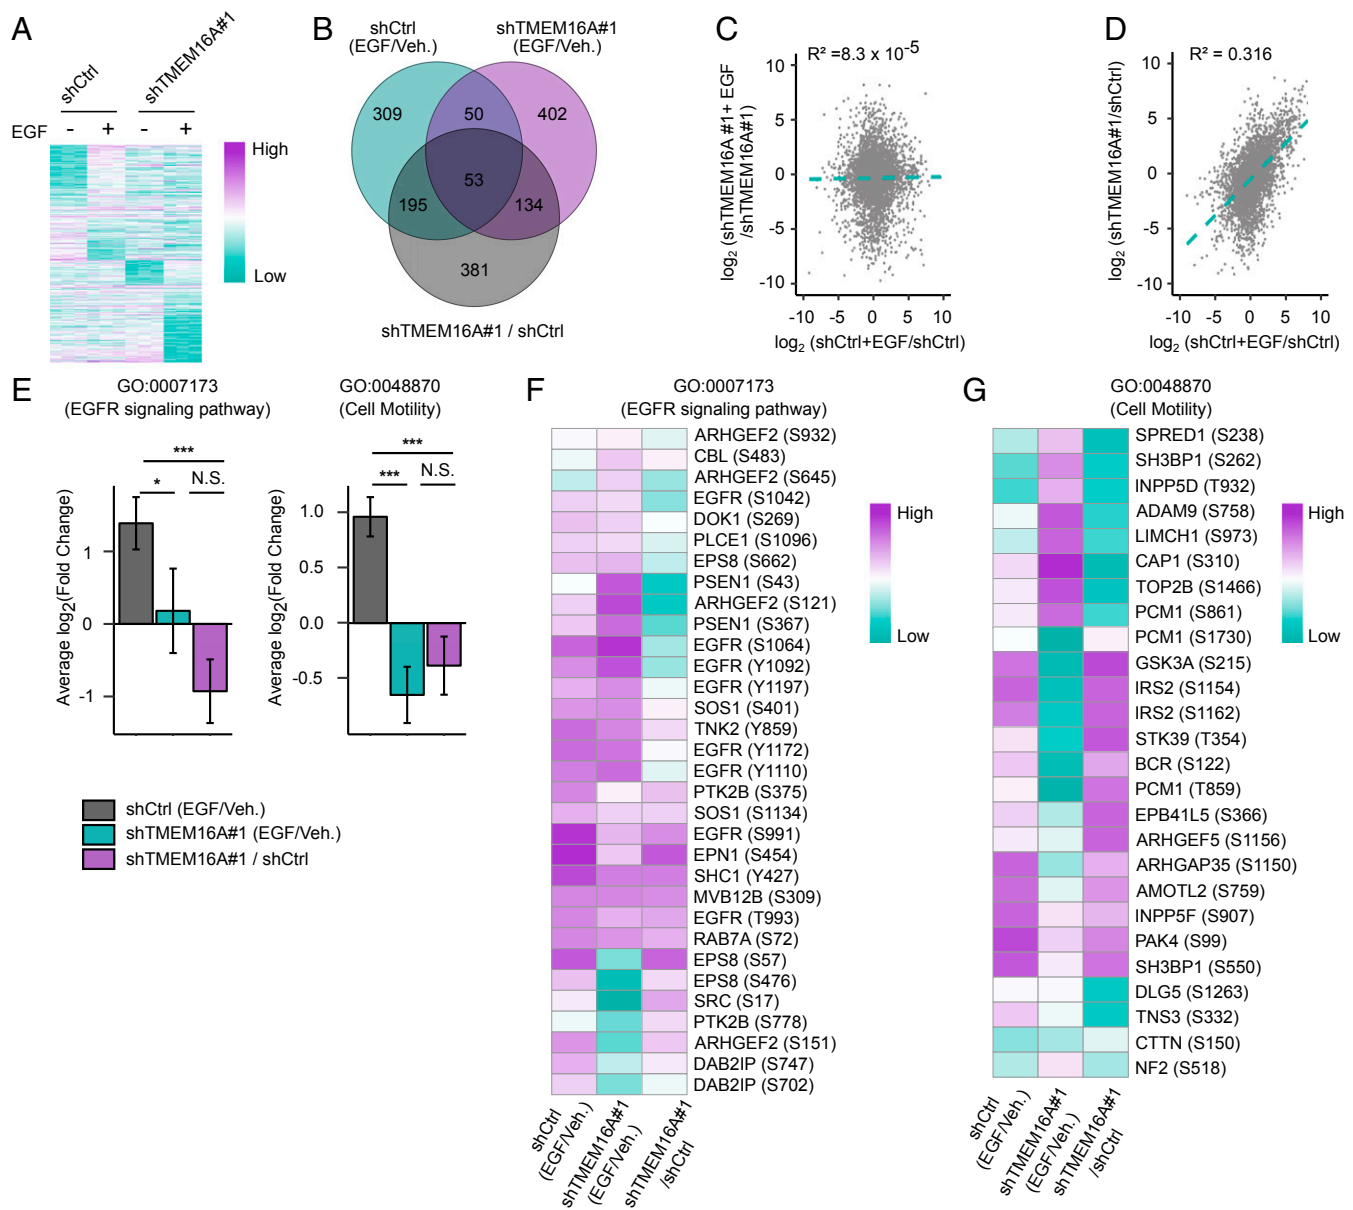 A
shCtrl
shTMEM16A#1
EGF
-
+
-
+
High
Low
B
shCtrl
(EGF/Veh.)
shTMEM16A#1
(EGF/Veh.)
309
50
402
53
195
134
381
shTMEM16A#1 / shCtrl
C
R² =8.3 x 10⁻⁵
log₂ (shTMEM16A #1+ EGF
/shTMEM16A#1)
10
5
0
-5
-10
-10
-5
0
5
10
log₂ (shCtrl+EGF/shCtrl)
D
R² = 0.316
log₂ (shTMEM16A#1/shCtrl)
10
5
0
-5
-10
-10
-5
0
5
10
log₂ (shCtrl+EGF/shCtrl)
E
GO:0007173
(EGFR signaling pathway)
***
*
N.S.
Average log₂(Fold Change)
1
0
-1
GO:0048870
(Cell Motility)
***
***
N.S.
Average log₂(Fold Change)
1.0
0.5
0
-0.5
shCtrl (EGF/Veh.)
shTMEM16A#1 (EGF/Veh.)
shTMEM16A#1 / shCtrl
F
GO:0007173
(EGFR signaling pathway)
ARHGEF2 (S932)
CBL (S483)
ARHGEF2 (S645)
EGFR (S1042)
DOK1 (S269)
PLCE1 (S1096)
EPS8 (S662)
PSEN1 (S43)
ARHGEF2 (S121)
PSEN1 (S367)
EGFR (S1064)
EGFR (Y1092)
EGFR (Y1197)
SOS1 (S401)
TNK2 (Y859)
EGFR (Y1172)
EGFR (Y1110)
PTK2B (S375)
SOS1 (S1134)
EGFR (S991)
EPN1 (S454)
SHC1 (Y427)
MVB12B (S309)
EGFR (T993)
RAB7A (S72)
EPS8 (S57)
EPS8 (S476)
SRC (S17)
PTK2B (S778)
ARHGEF2 (S151)
DAB2IP (S747)
DAB2IP (S702)
shCtrl
(EGF/Veh.)
shTMEM16A#1
(EGF/Veh.)
shTMEM16A#1
/shCtrl
High
Low
G
GO:0048870
(Cell Motility)
SPRED1 (S238)
SH3BP1 (S262)
INPP5D (T932)
ADAM9 (S758)
LIMCH1 (S973)
CAP1 (S310)
TOP2B (S1466)
PCM1 (S861)
PCM1 (S1730)
GSK3A (S215)
IRS2 (S1154)
IRS2 (S1162)
STK39 (T354)
BCR (S122)
PCM1 (T859)
EPB41L5 (S366)
ARHGEF5 (S1156)
ARHGAP35 (S1150)
AMOTL2 (S759)
INPP5F (S907)
PAK4 (S99)
SH3BP1 (S550)
DLG5 (S1263)
TNS3 (S332)
CTTN (S150)
NF2 (S518)
shCtrl
(EGF/Veh.)
shTMEM16A#1
(EGF/Veh.)
shTMEM16A#1
/shCtrl
High
Low